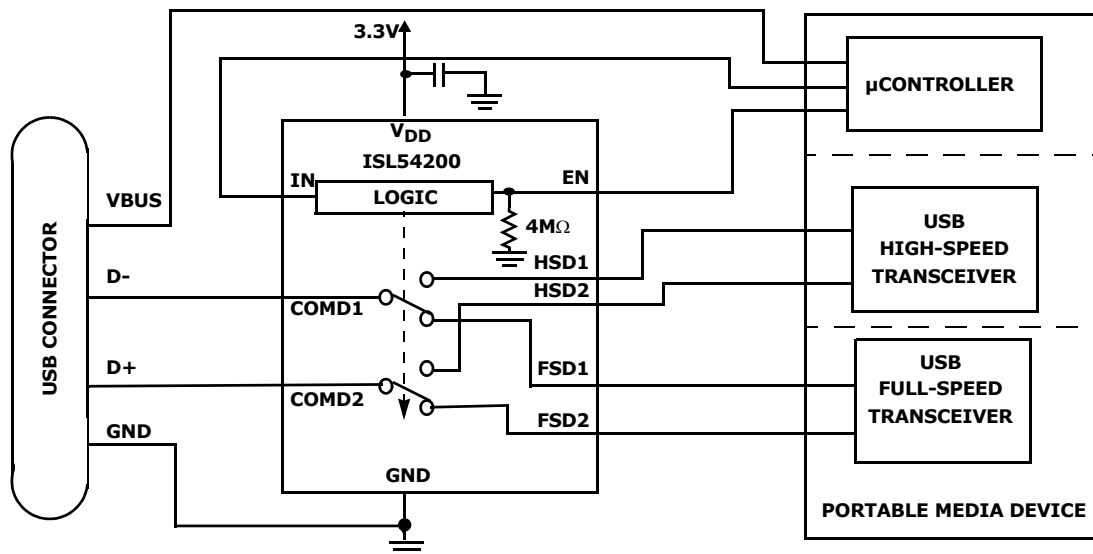 3.3V
µCONTROLLER
VDD
ISL54200
IN
LOGIC
EN
4MΩ
VBUS
D-
D+
GND
USB CONNECTOR
COMD1
COMD2
HSD1
HSD2
FSD1
FSD2
GND
USB
HIGH-SPEED
TRANSCEIVER
USB
FULL-SPEED
TRANSCEIVER
PORTABLE MEDIA DEVICE